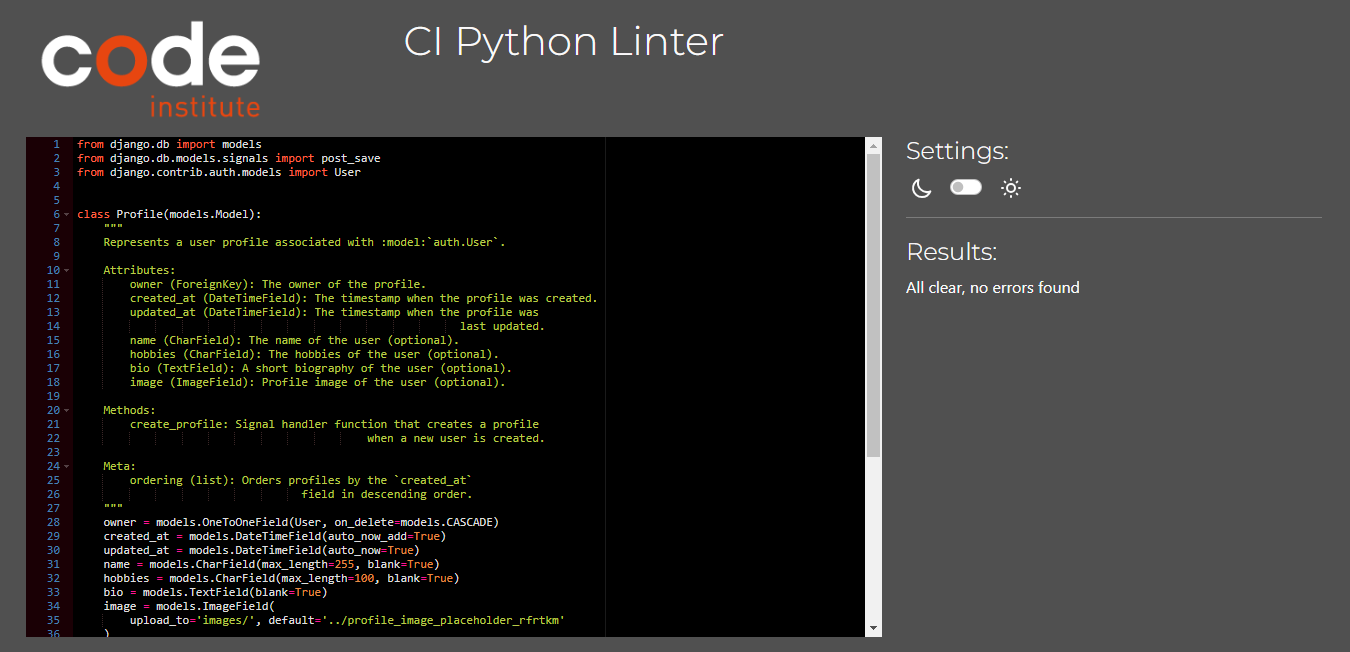 code
institute
CI Python Linter
1 from django.db import models
2 from django.db.models.signals import post_save
3 from django.contrib.auth.models import User
4
5
6 class Profile(models.Model):
7 """
8 Represents a user profile associated with :model:`auth.User`.
9
10 Attributes:
11 owner (ForeignKey): The owner of the profile.
12 created_at (DateTimeField): The timestamp when the profile was created.
13 updated_at (DateTimeField): The timestamp when the profile was
14 last updated.
15 name (CharField): The name of the user (optional).
16 hobbies (CharField): The hobbies of the user (optional).
17 bio (TextField): A short biography of the user (optional).
18 image (ImageField): Profile image of the user (optional).
19
20 Methods:
21 create_profile: Signal handler function that creates a profile
22 when a new user is created.
23
24 Meta:
25 ordering (list): Orders profiles by the `created_at`
26 field in descending order.
27 """
28 owner = models.OneToOneField(User, on_delete=models.CASCADE)
29 created_at = models.DateTimeField(auto_now_add=True)
30 updated_at = models.DateTimeField(auto_now=True)
31 name = models.CharField(max_length=255, blank=True)
32 hobbies = models.CharField(max_length=100, blank=True)
33 bio = models.TextField(blank=True)
34 image = models.ImageField(
35 upload_to='images/', default='../profile_image_placeholder_rfrtkm'
36 )
Settings:
Results:
All clear, no errors found